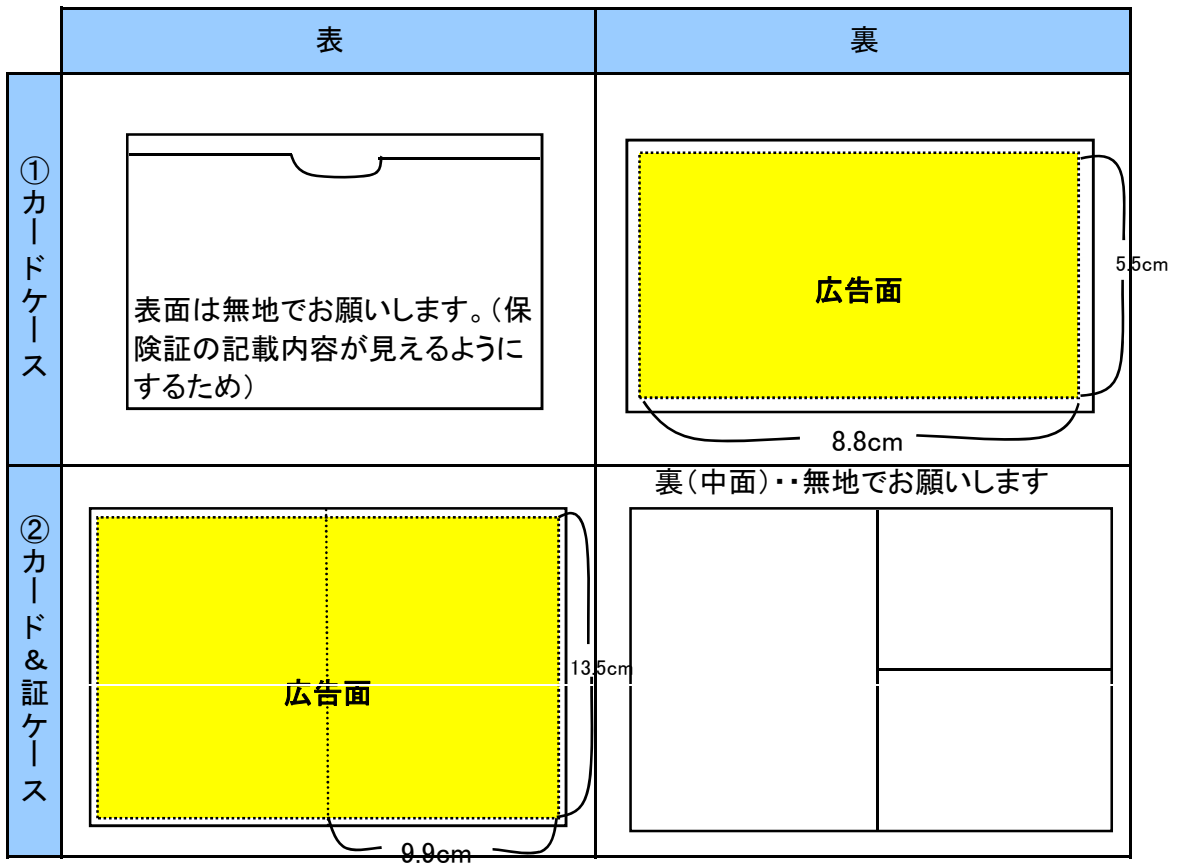 表
裏
①カードケース
表面は無地でお願いします。（保
険証の記載内容が見えるように
するため）
広告面
5.5cm
8.8cm
②カード&証ケース
広告面
13.5cm
9.9cm
裏（中面）・・無地でお願いします